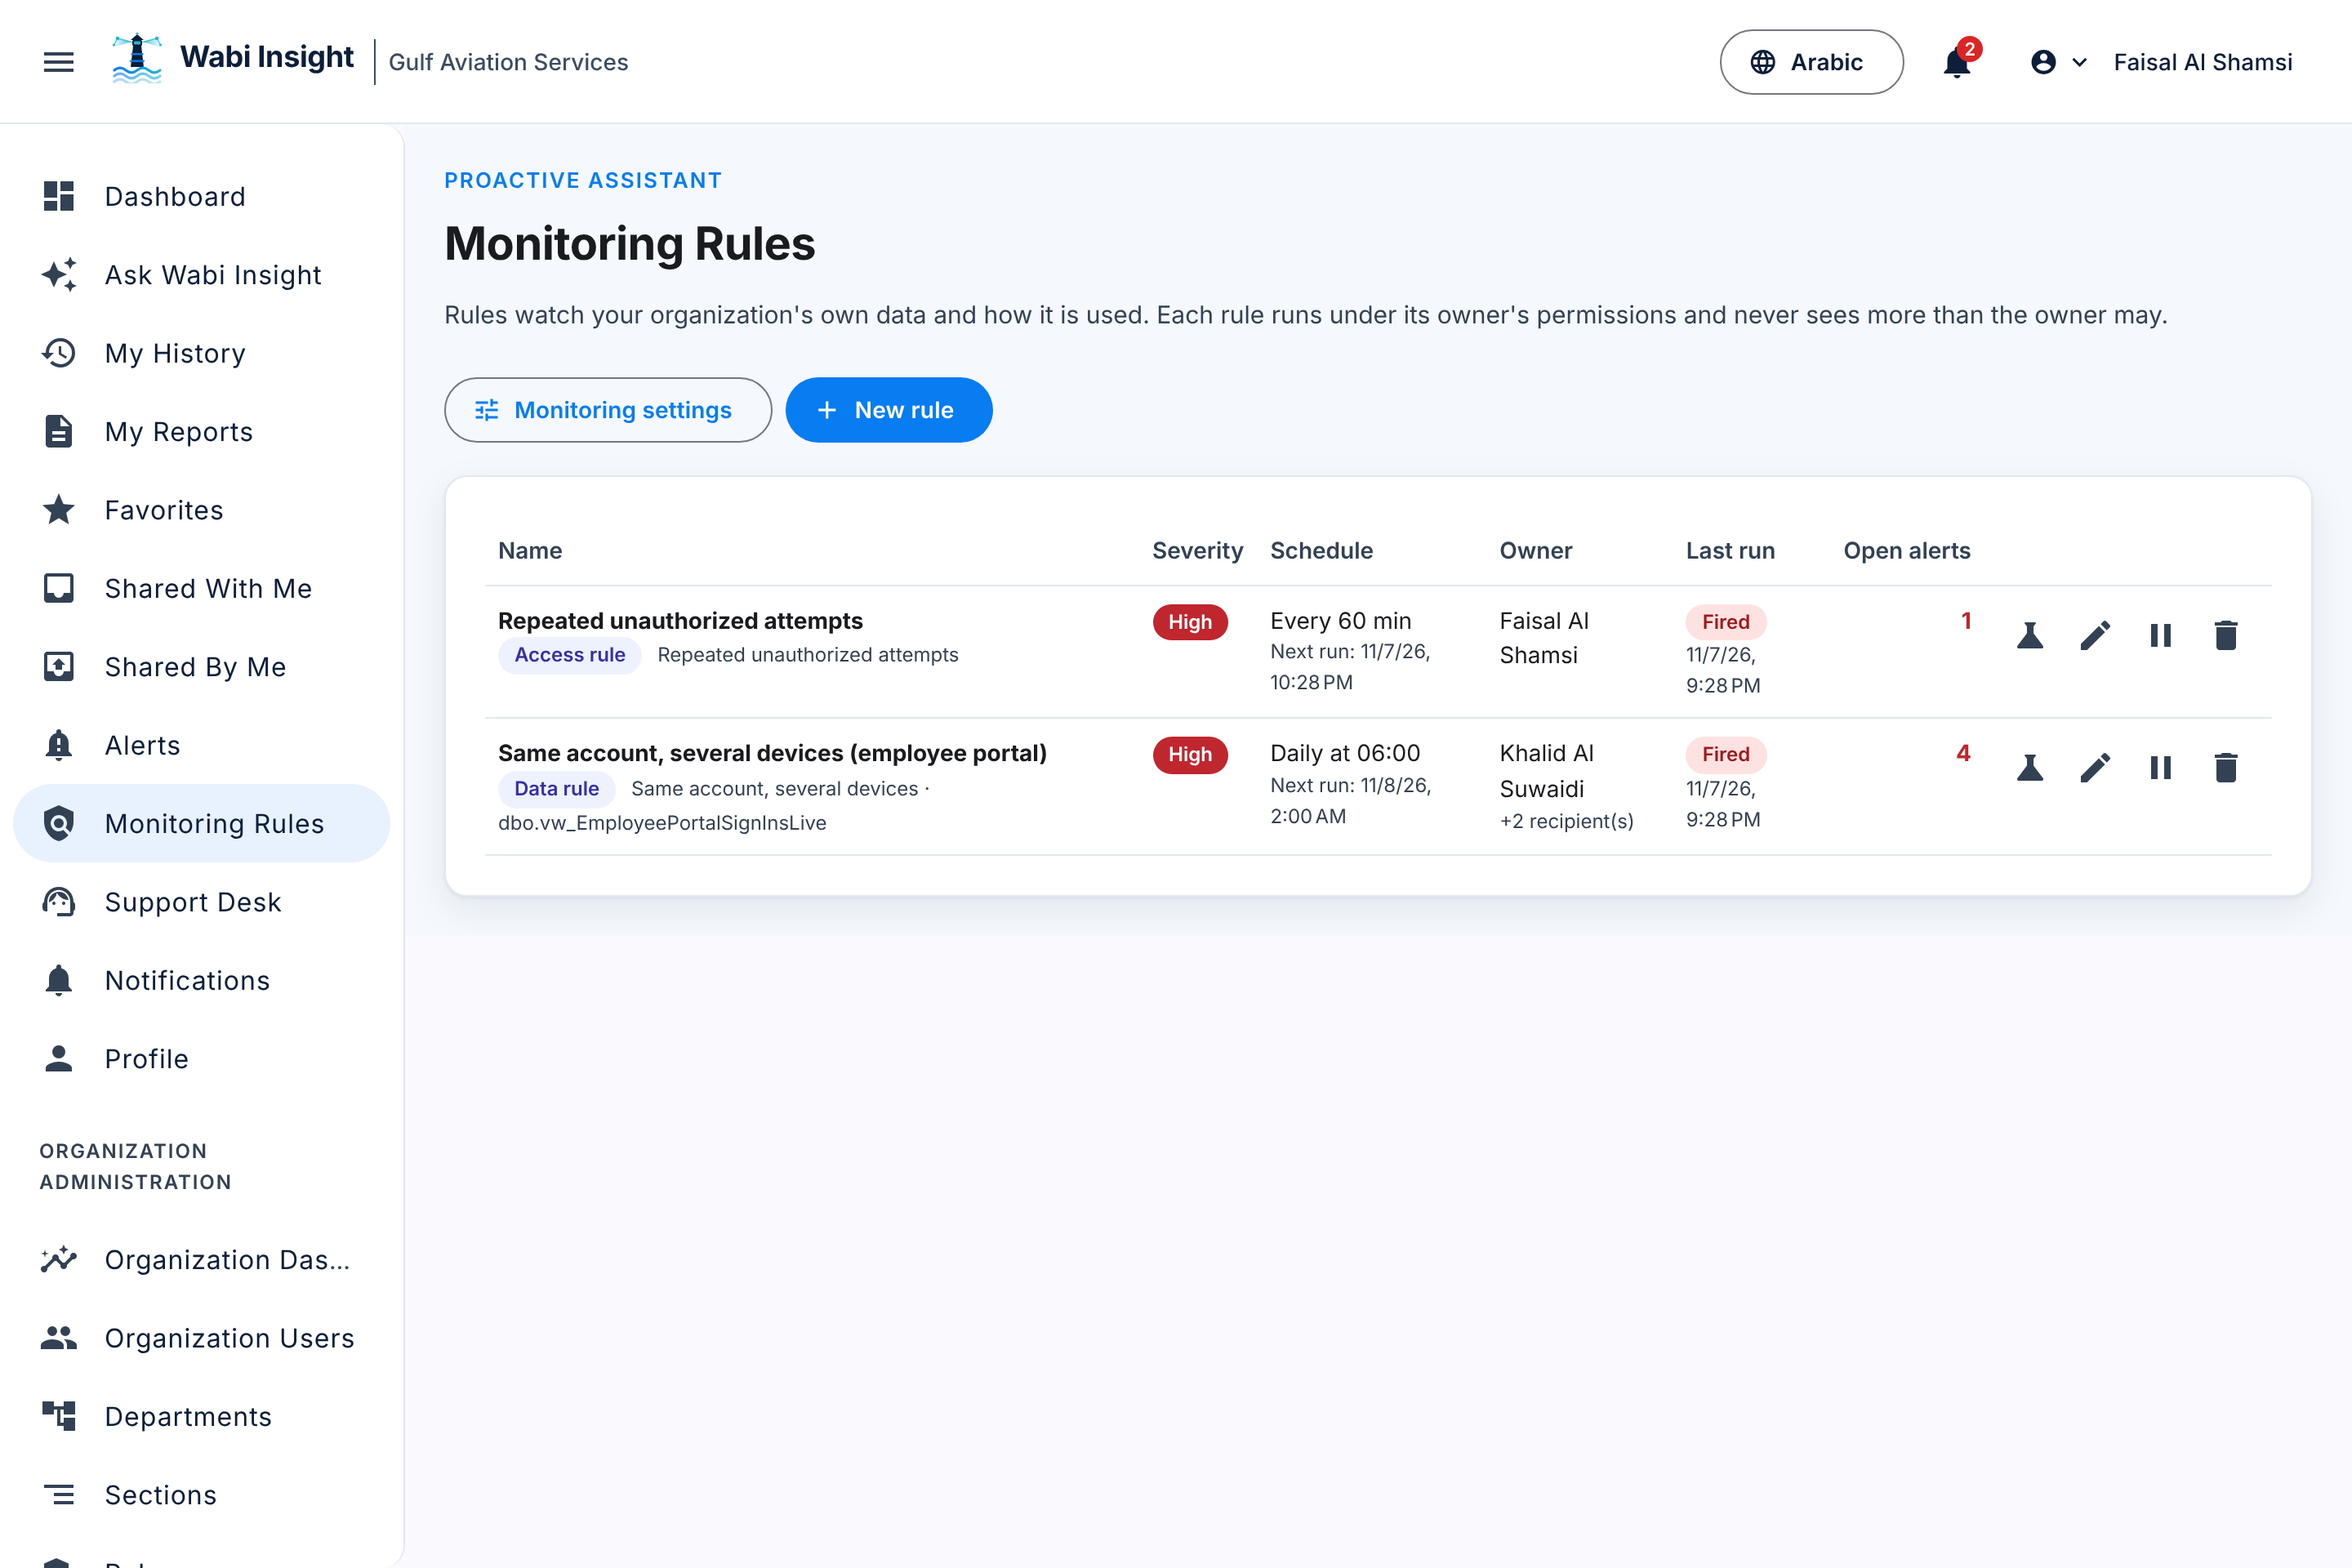 Wabi Insight
Gulf Aviation Services
Arabic
2
Faisal Al Shamsi
Dashboard
Ask Wabi Insight
My History
My Reports
Favorites
Shared With Me
Shared By Me
Alerts
Monitoring Rules
Support Desk
Notifications
Profile
ORGANIZATION
ADMINISTRATION
Organization Das...
Organization Users
Departments
Sections
PROACTIVE ASSISTANT
Monitoring Rules
Rules watch your organization's own data and how it is used. Each rule runs under its owner's permissions and never sees more than the owner may.
Monitoring settings
New rule
Name Severity Schedule Owner Last run Open alerts
Repeated unauthorized attempts
Access rule Repeated unauthorized attempts
High
Every 60 min
Next run: 11/7/26,
10:28 PM
Faisal Al
Shamsi
Fired
11/7/26,
9:28 PM
1
Same account, several devices (employee portal)
Data rule Same account, several devices ·
dbo.vw_EmployeePortalSignInsLive
High
Daily at 06:00
Next run: 11/8/26,
2:00 AM
Khalid Al
Suwaidi
+2 recipient(s)
Fired
11/7/26,
9:28 PM
4